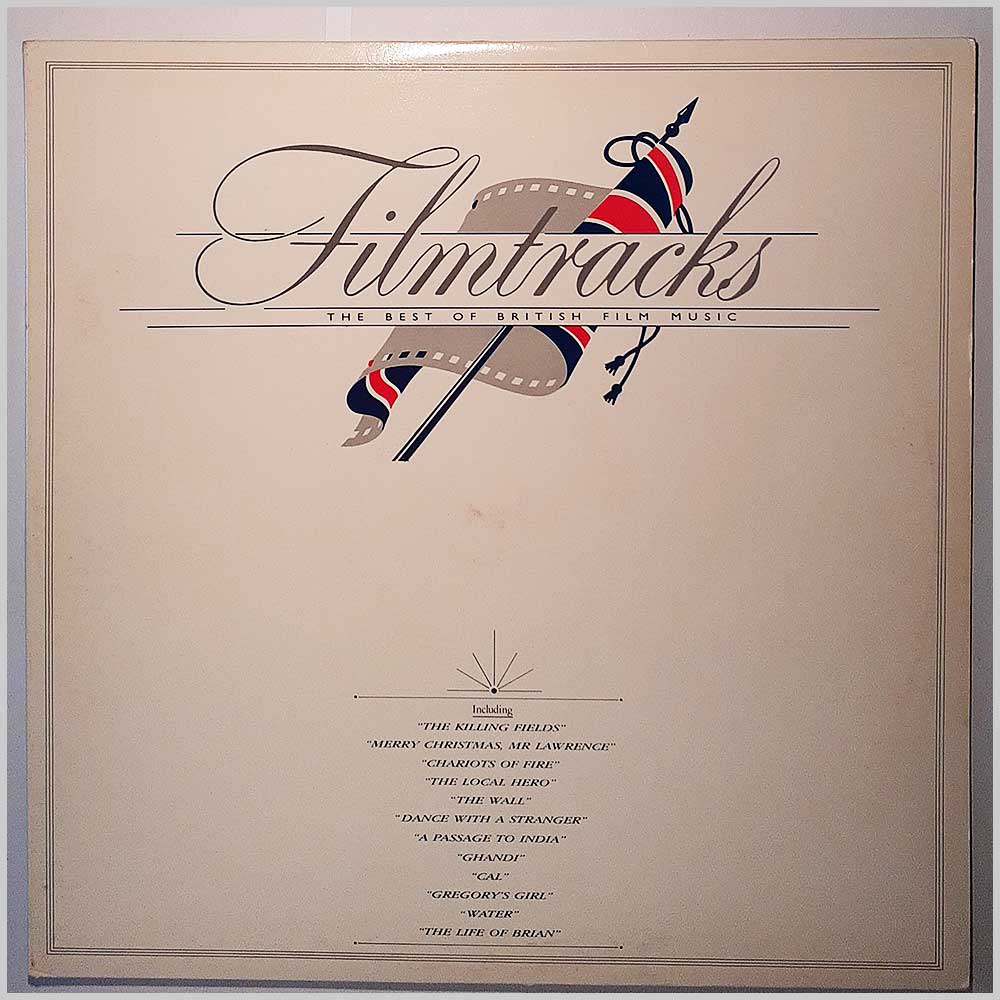 Filmtracks
THE BEST OF BRITISH FILM MUSIC
Including
"THE KILLING FIELDS"
"MERRY CHRISTMAS, MR LAWRENCE"
"CHARIOTS OF FIRE"
"THE LOCAL HERO"
"THE WALL"
"DANCE WITH A STRANGER"
"A PASSAGE TO INDIA"
"GHANDI"
"CAL"
"GREGORY'S GIRL"
"WATER"
"THE LIFE OF BRIAN"